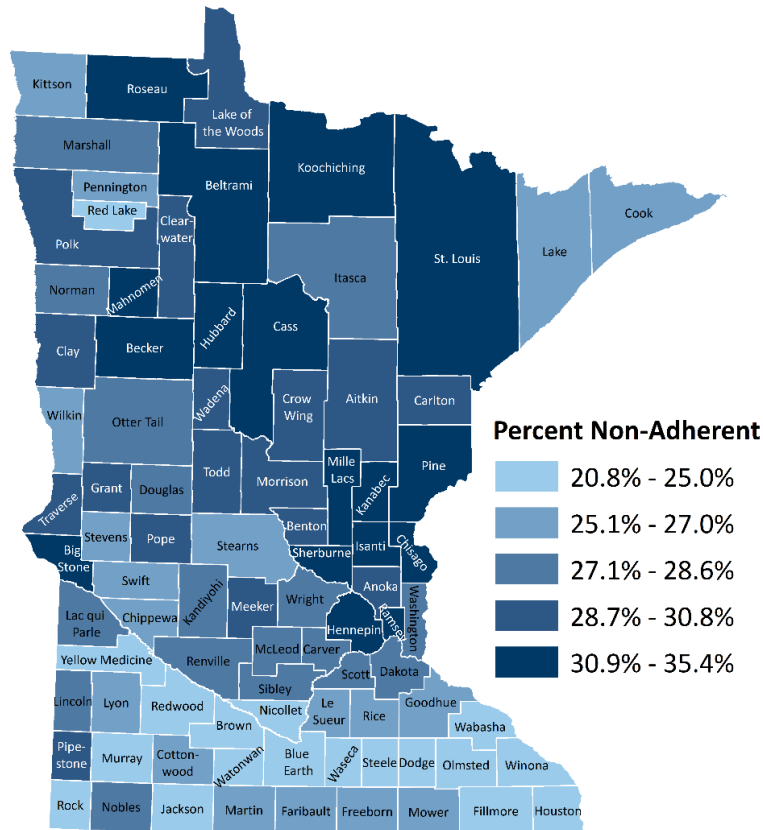 Kittson
Roseau
Lake of
the Woods
Marshall
Koochiching
Beltrami
Pennington
Red Lake
Clear-
water
Polk
St. Louis
Cook
Lake
Itasca
Norman
Mahnomen
Hubbard
Cass
Clay
Becker
Wadena
Crow
Wing
Aitkin
Carlton
Wilkin
Otter Tail
Percent Non-Adherent
20.8% - 25.0%
25.1% - 27.0%
27.1% - 28.6%
28.7% - 30.8%
30.9% - 35.4%
Todd
Morrison
Mille
Lacs
Kanabec
Pine
Grant
Douglas
Traverse
Benton
Stevens
Pope
Stearns
Sherburne
Isanti
Chisago
Big
Stone
Swift
Kandiyohi
Meeker
Wright
Anoka
Washington
Ramsey
Hennepin
Lac qui
Parle
Chippewa
Yellow Medicine
Renville
McLeod
Carver
Scott
Dakota
Sibley
Lincoln
Lyon
Redwood
Nicollet
Le
Sueur
Rice
Goodhue
Wabasha
Brown
Pipe-
stone
Murray
Cotton-
wood
Watonwan
Blue
Earth
Waseca
Steele
Dodge
Olmsted
Winona
Rock
Nobles
Jackson
Martin
Faribault
Freeborn
Mower
Fillmore
Houston